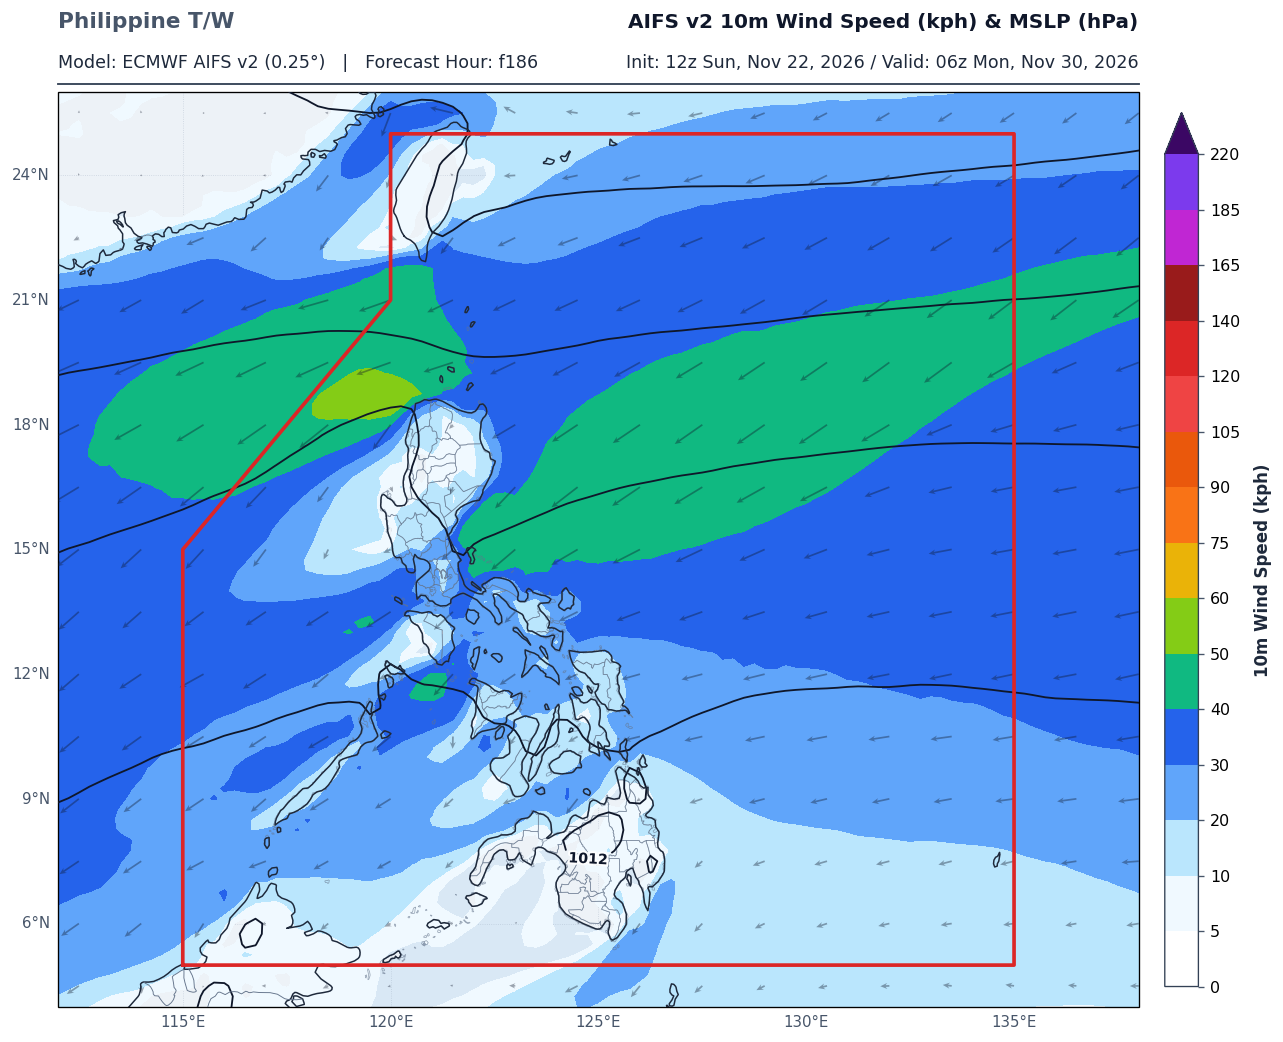 Philippine T/W
AIFS v2 10m Wind Speed (kph) & MSLP (hPa)
Model: ECMWF AIFS v2 (0.25°) | Forecast Hour: f186
Init: 12z Sun, Nov 22, 2026 / Valid: 06z Mon, Nov 30, 2026
24°N
21°N
18°N
15°N
12°N
9°N
6°N
1012
115°E
120°E
125°E
130°E
135°E
220
185
165
140
120
105
90
75
60
50
40
30
20
10
5
0
10m Wind Speed (kph)